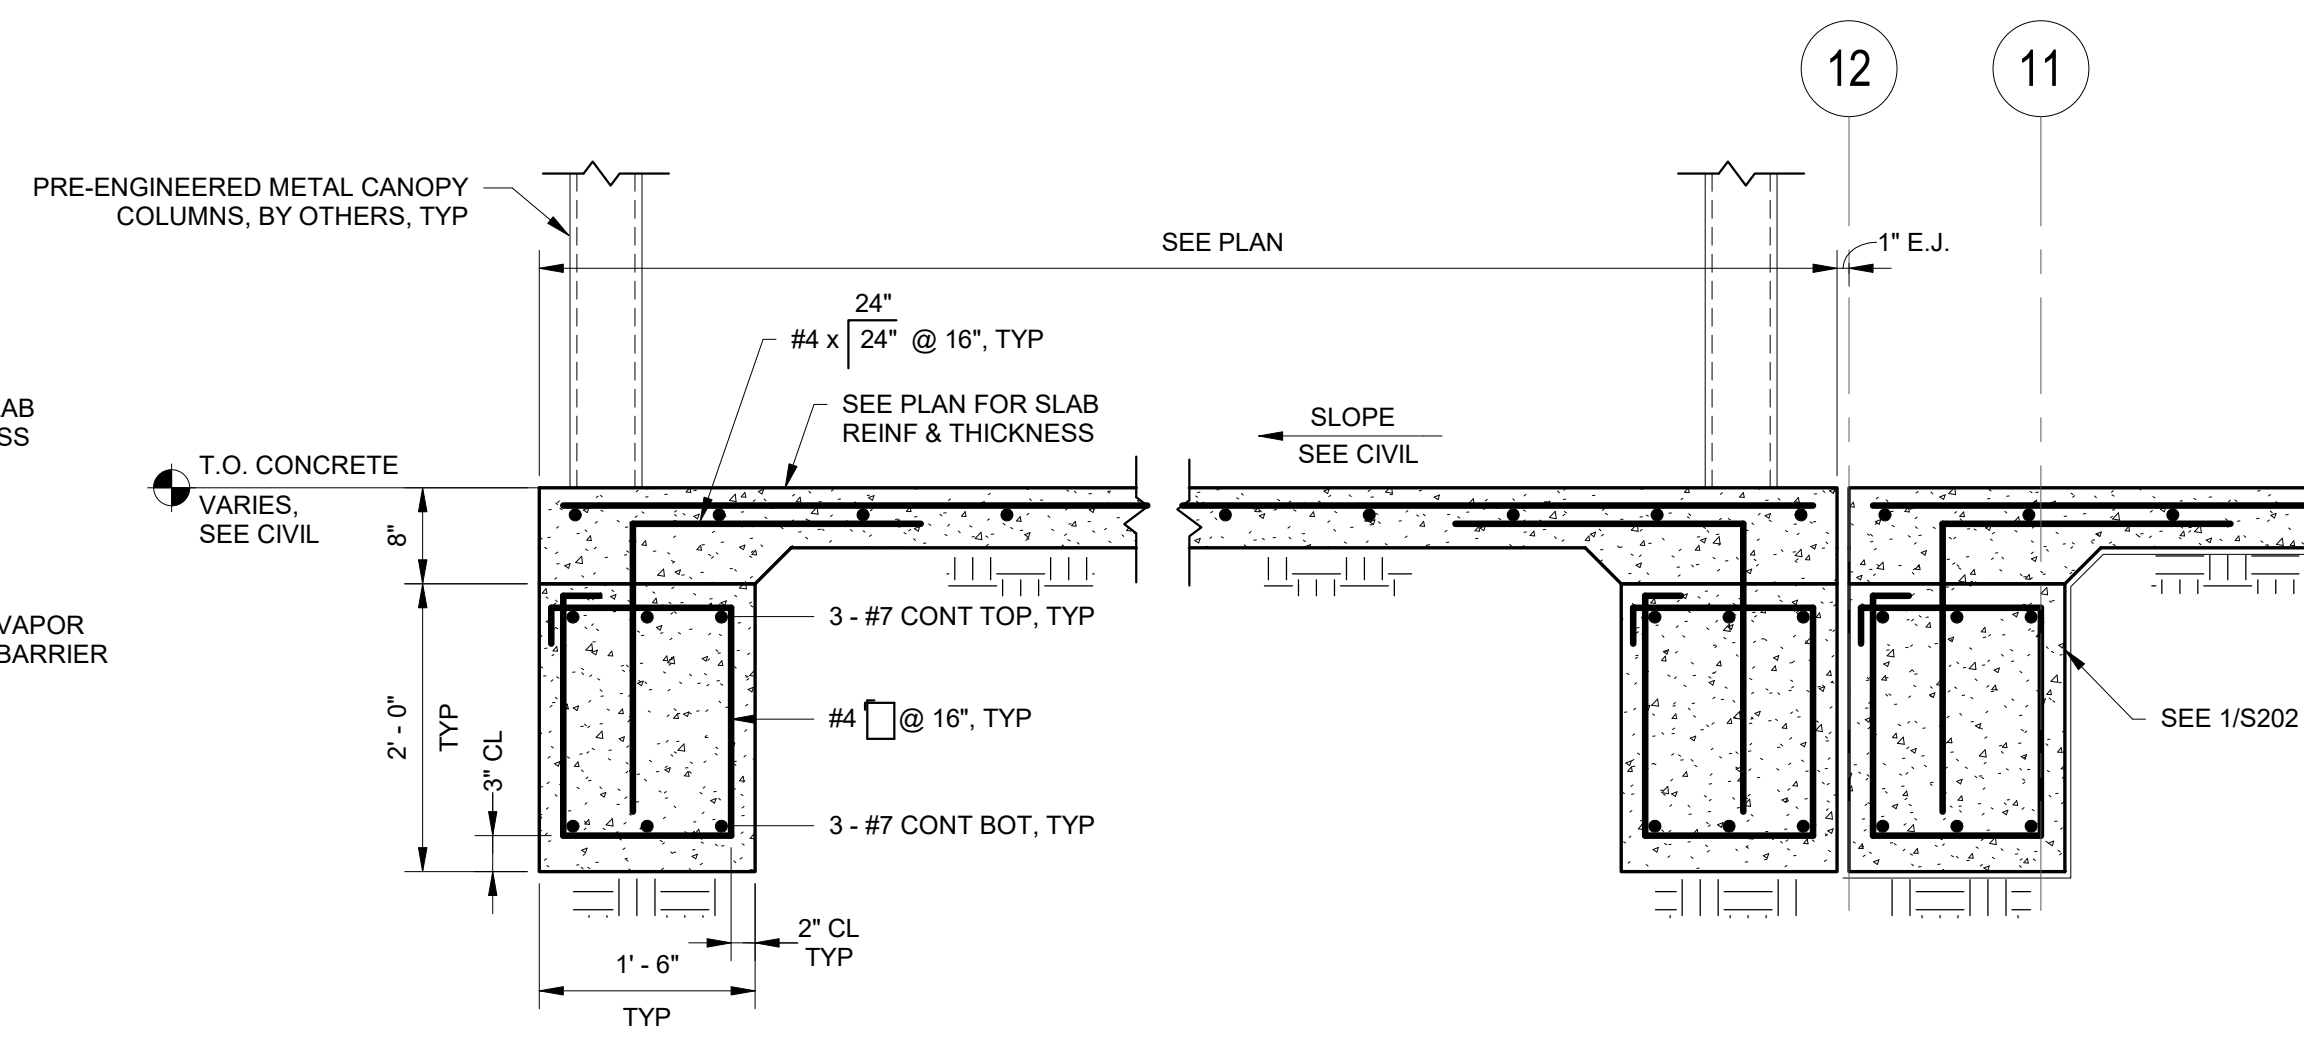 12
11
PRE-ENGINEERED METAL CANOPY
COLUMNS, BY OTHERS, TYP
SEE PLAN
1" E.J.
24"
#4 x 24" @ 16", TYP
SEE PLAN FOR SLAB
REINF & THICKNESS
SLOPE
SEE CIVIL
AB
SS
T.O. CONCRETE
VARIES,
SEE CIVIL
8"
VAPOR
BARRIER
3 - #7 CONT TOP, TYP
2' - 0"
TYP
3" CL
#4 @ 16", TYP
SEE 1/S202
3 - #7 CONT BOT, TYP
2" CL
TYP
1' - 6"
TYP